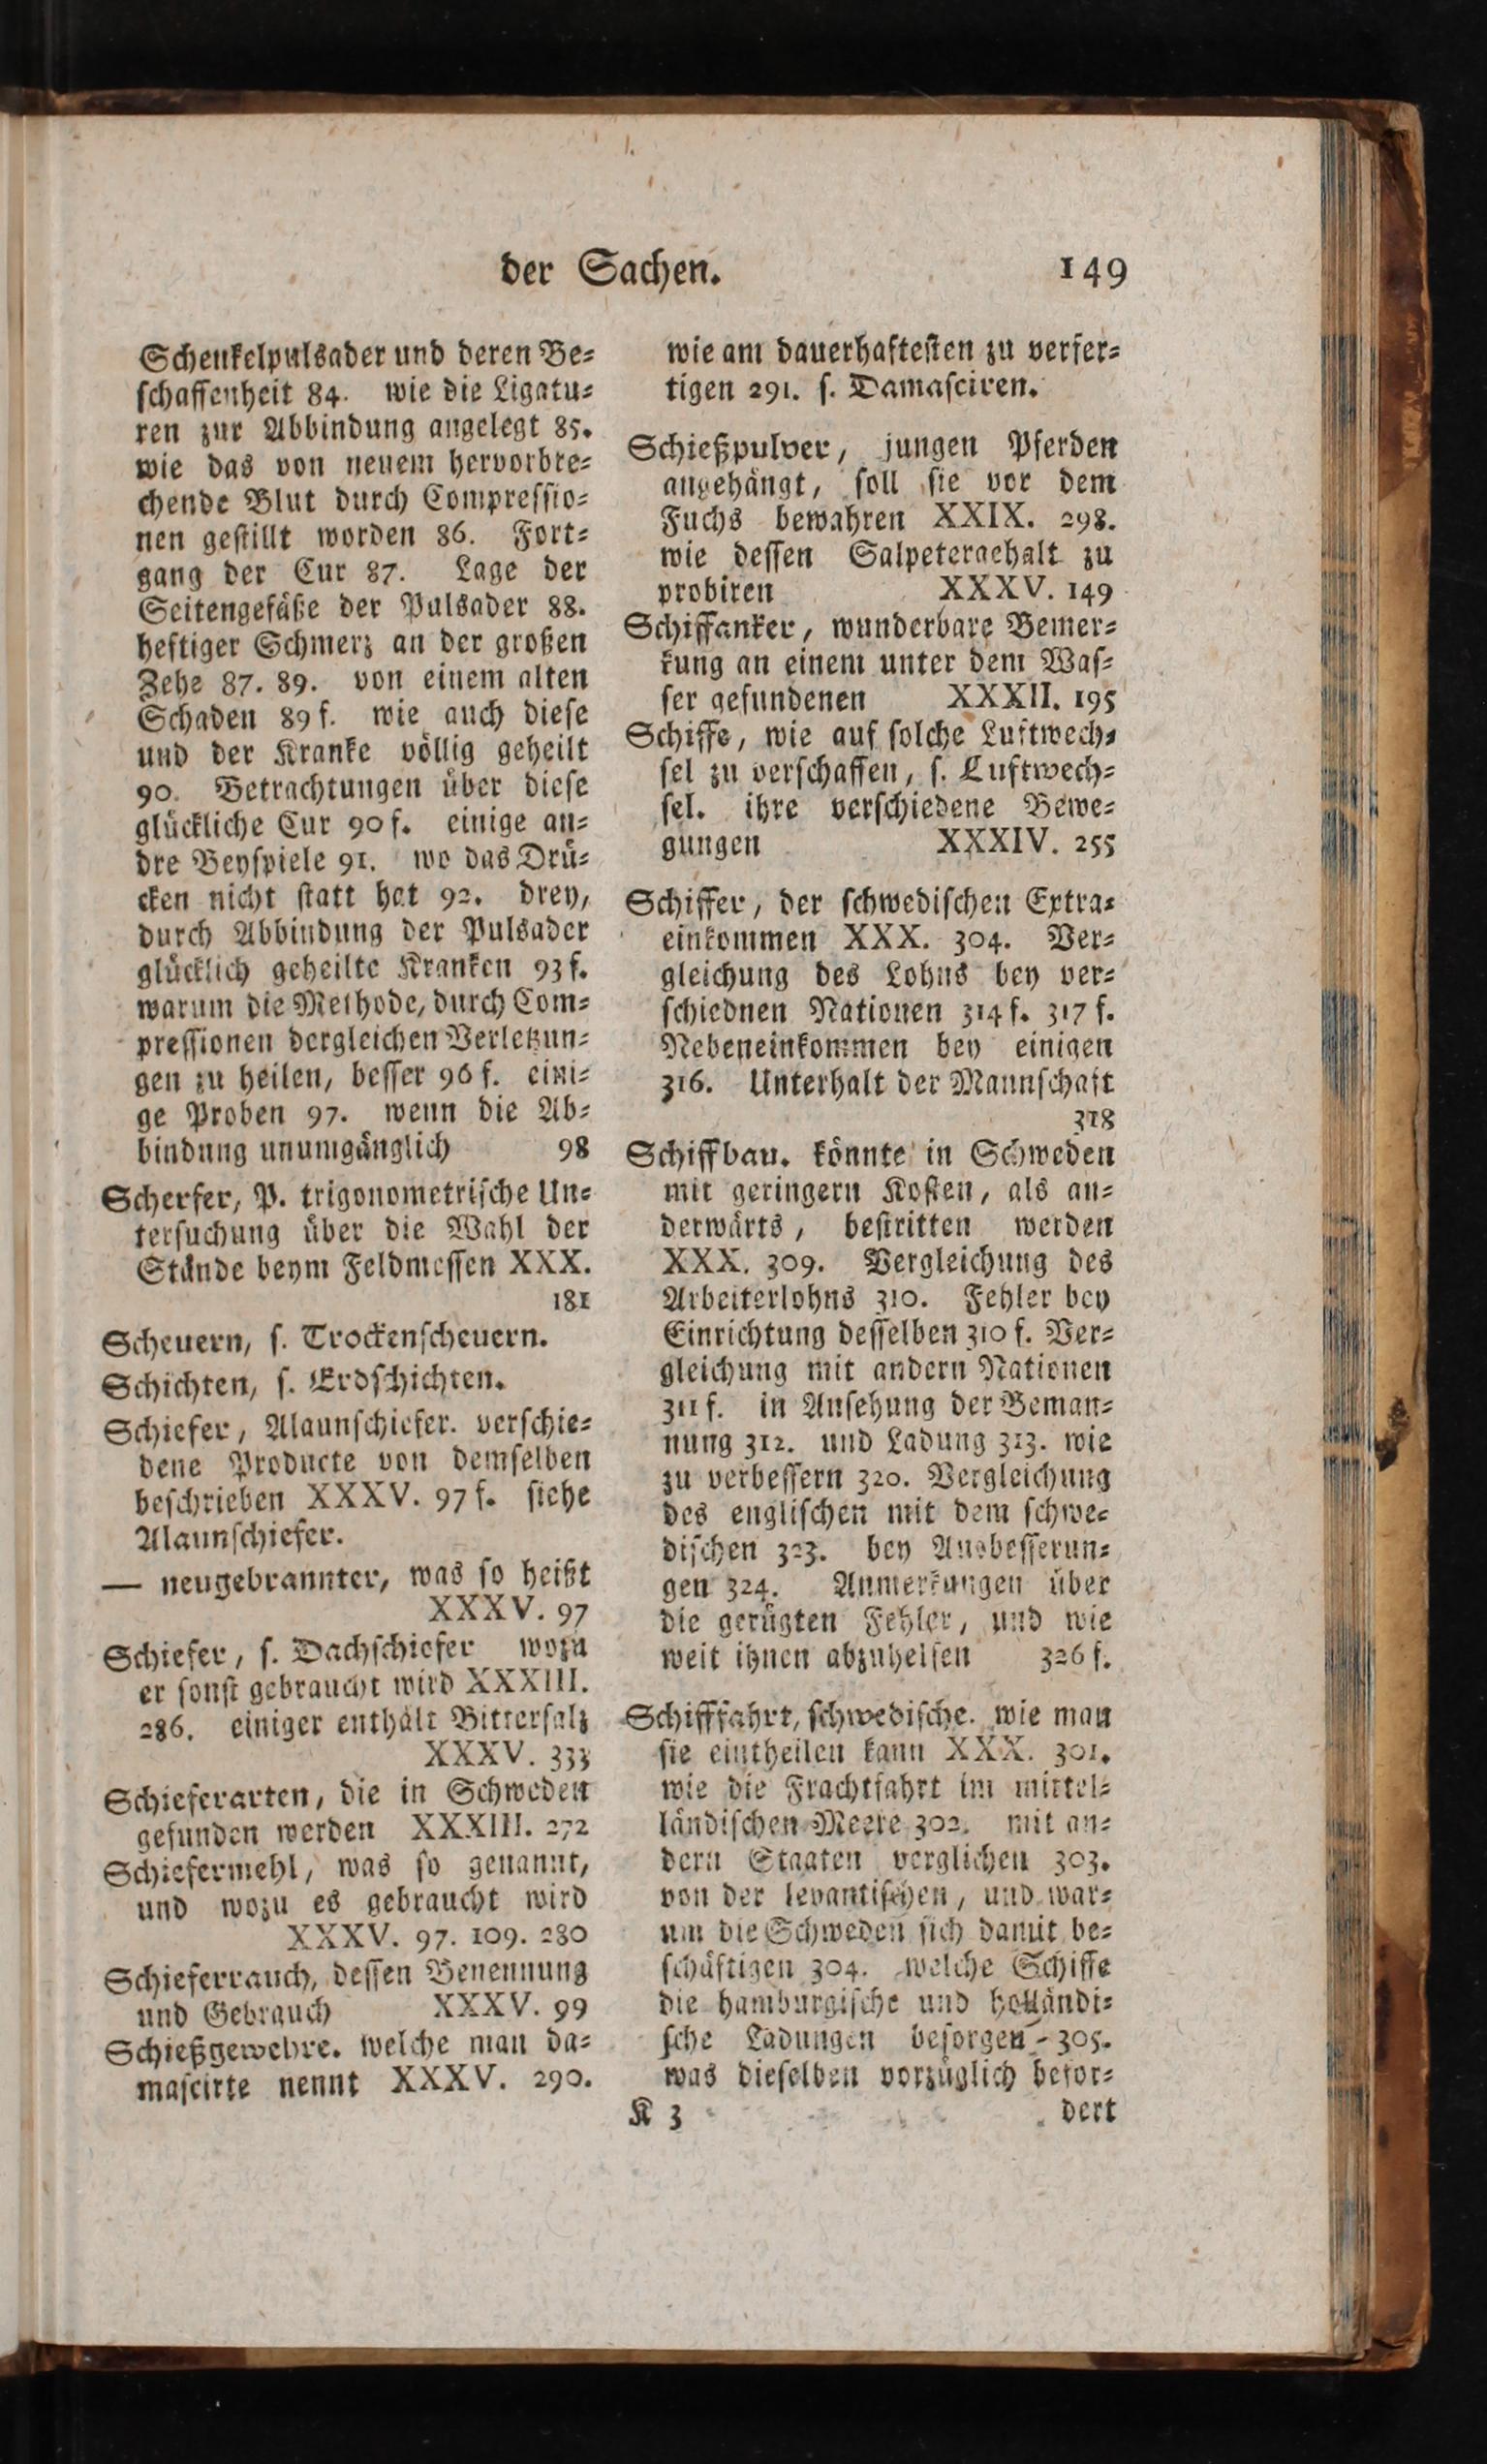 der Sachen. 149
Schenkelpulsader und deren Be⸗
ſchaffenheit 84. wie die Ligatu⸗
ren zur Abbindung angelegt 85.
wie das von neuem hervorbre⸗
chende Blut durch Compreſſio⸗
nen geſtillt worden 86. Fort⸗
gang der Cur 87. Lage der
Seitengefäße der Pulsader 88.
heftiger Schmerz an der großen
Zehe 87. 89. von einem alten
Schaden 89 f. wie auch dieſe
und der Kranke völlig geheilt
90. Betrachtungen über dieſe
glückliche Cur 90 f. einige an⸗
dre Beyſpiele 91. wo das Drü⸗
cken nicht ſtatt hat 92. drey,
durch Abbindung der Pulsader
glücklich geheilte Kranken 93 f.
warum die Methode, durch Com⸗
preſſionen dergleichen Verletzun⸗
gen zu heilen, beſſer 96 f. eini⸗
ge Proben 97. wenn die Ab⸗
bindung unumgänglich 98
Scherfer, P. trigonometriſche Un⸗
terſuchung über die Wahl der
Stände beym Feldmeſſen XXX.
181
Scheuern, ſ. Trockenſcheuern.
Schichten, ſ. Erdſchichten.
Schiefer, Alaunſchiefer. verſchie⸗
dene Producte von demſelben
beſchrieben XXXV. 97 f. ſiehe
Alaunſchiefer.
— neugebrannter, was ſo heißt
XXXV. 97
Schiefer, ſ. Dachſchiefer wozu
er ſonſt gebraucht wird XXXIII.
286. einiger enthält Bitterſalz
XXXV. 333
Schieferarten, die in Schweden
gefunden werden XXXIII. 272
Schiefermehl, was ſo genannt,
und wozu es gebraucht wird
XXXV. 97. 109. 280
Schieferrauch, deſſen Benennung
und Gebrauch XXXV. 99
Schießgewehre. welche man da⸗
maſcirte nennt XXXV. 290.
wie am dauerhafteſten zu verfer⸗
tigen 291. ſ. Damaſciren.
Schießpulver, jungen Pferden
angehängt, ſoll ſie vor dem
Fuchs bewahren XXIX. 298.
wie deſſen Salpetergehalt zu
probiren XXXV. 149
Schiffanker, wunderbare Bemer⸗
kung an einem unter dem Waſ⸗
ſer gefundenen XXXII. 195
Schiffe, wie auf ſolche Luftwech⸗
ſel zu verſchaffen, ſ. Luftwech⸗
ſel. ihre verſchiedene Bewe⸗
gungen XXXIV. 255
Schiffer, der ſchwediſchen Extra⸗
einkommen XXX. 304. Ver⸗
gleichung des Lohns bey ver⸗
ſchiednen Nationen 314 f. 317 f.
Nebeneinkommen bey einigen
316. Unterhalt der Mannſchaft
318
Schiffbau. könnte in Schweden
mit geringern Koſten, als an⸗
derwärts, beſtritten werden
XXX. 309. Vergleichung des
Arbeiterlohns 310. Fehler bey
Einrichtung deſſelben 310 f. Ver⸗
gleichung mit andern Nationen
311 f. in Anſehung der Beman⸗
nung 312. und Ladung 313. wie
zu verbeſſern 320. Vergleichung
des engliſchen mit dem ſchwe⸗
diſchen 323. bey Ausbeſſerun⸗
gen 324. Anmerkungen über
die gerügten Fehler, und wie
weit ihnen abzuhelfen 326 f.
Schifffahrt, ſchwediſche. wie man
ſie eintheilen kann XXX. 301.
wie die Frachtfahrt im mittel⸗
ländiſchen Meere 302. mit an⸗
dern Staaten verglichen 303.
von der levantiſchen, und war⸗
um die Schweden ſich damit be⸗
ſchäftigen 304. welche Schiffe
die hamburgiſche und holländi⸗
ſche Ladungen beſorgen 305.
was dieſelben vorzüglich befor⸗
K 3 dert